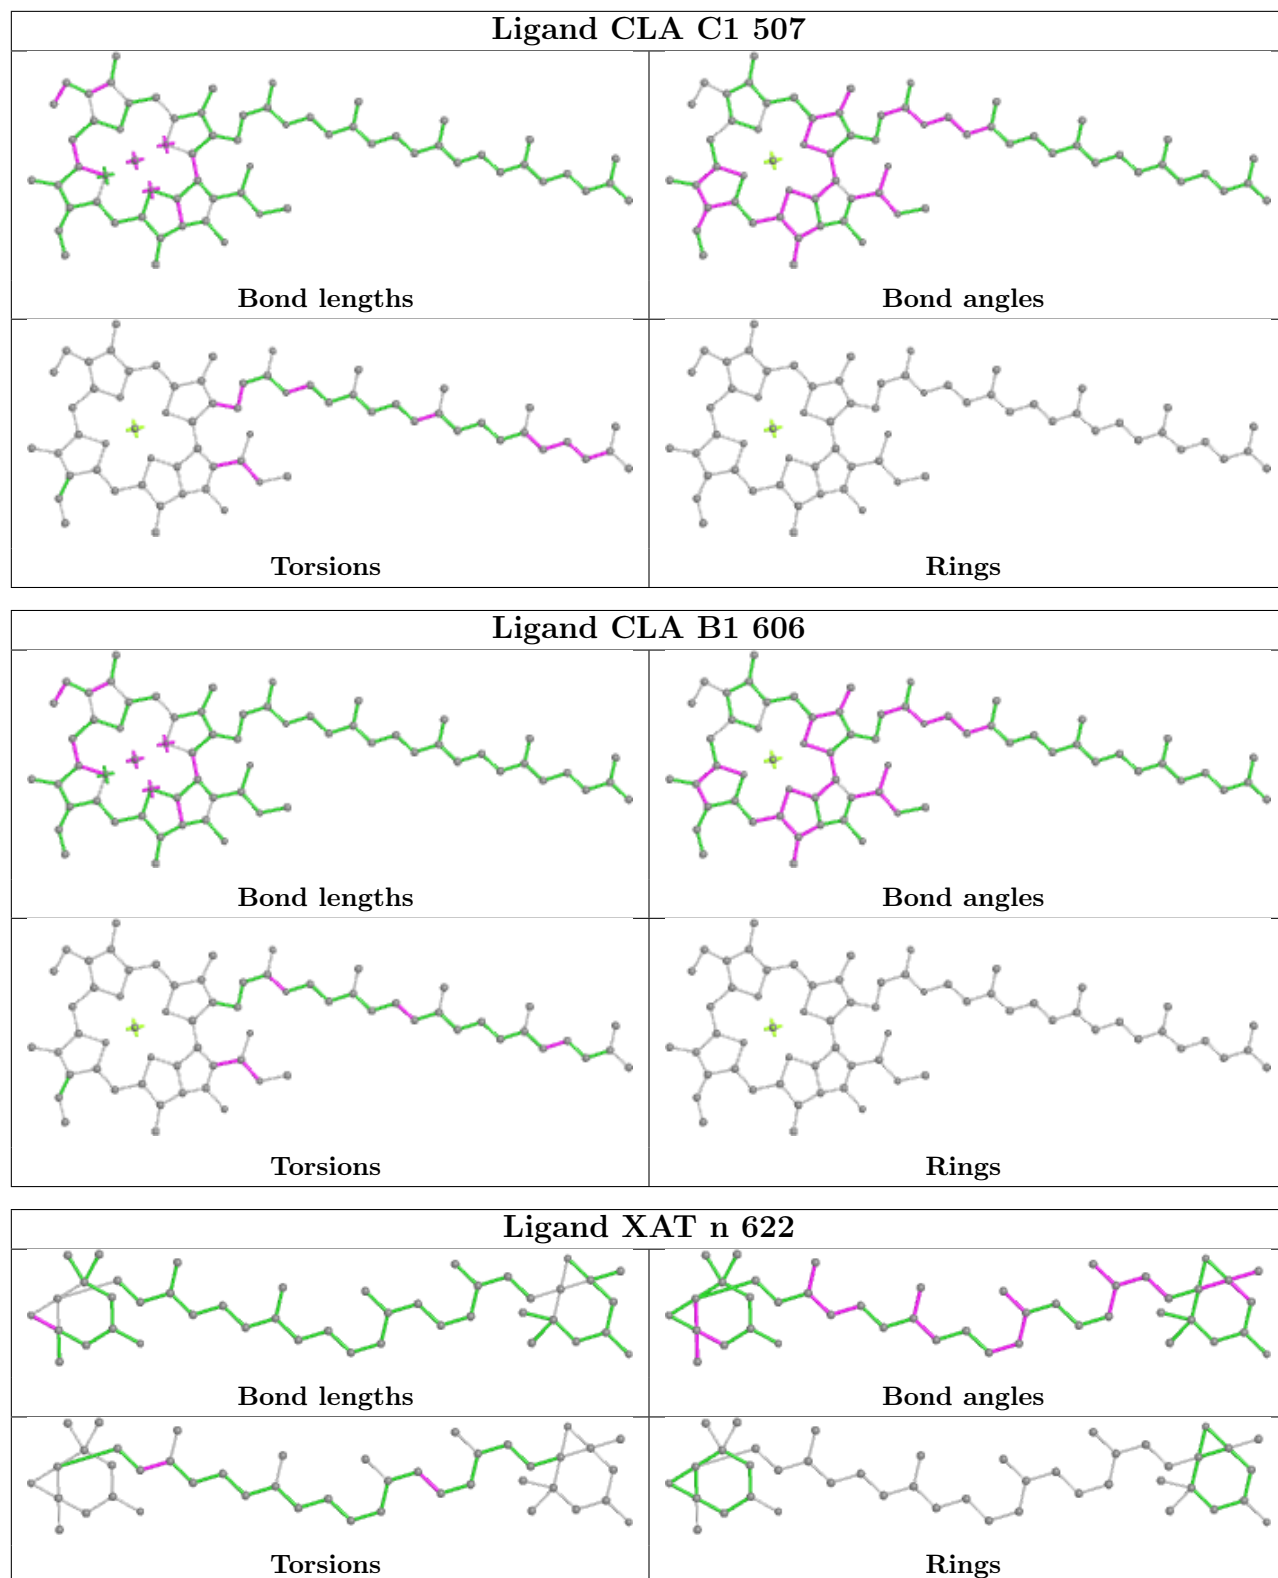 Ligand CLA C1 507
Bond lengths
Bond angles
Torsions
Rings
Ligand CLA B1 606
Bond lengths
Bond angles
Torsions
Rings
Ligand XAT n 622
Bond lengths
Bond angles
Torsions
Rings